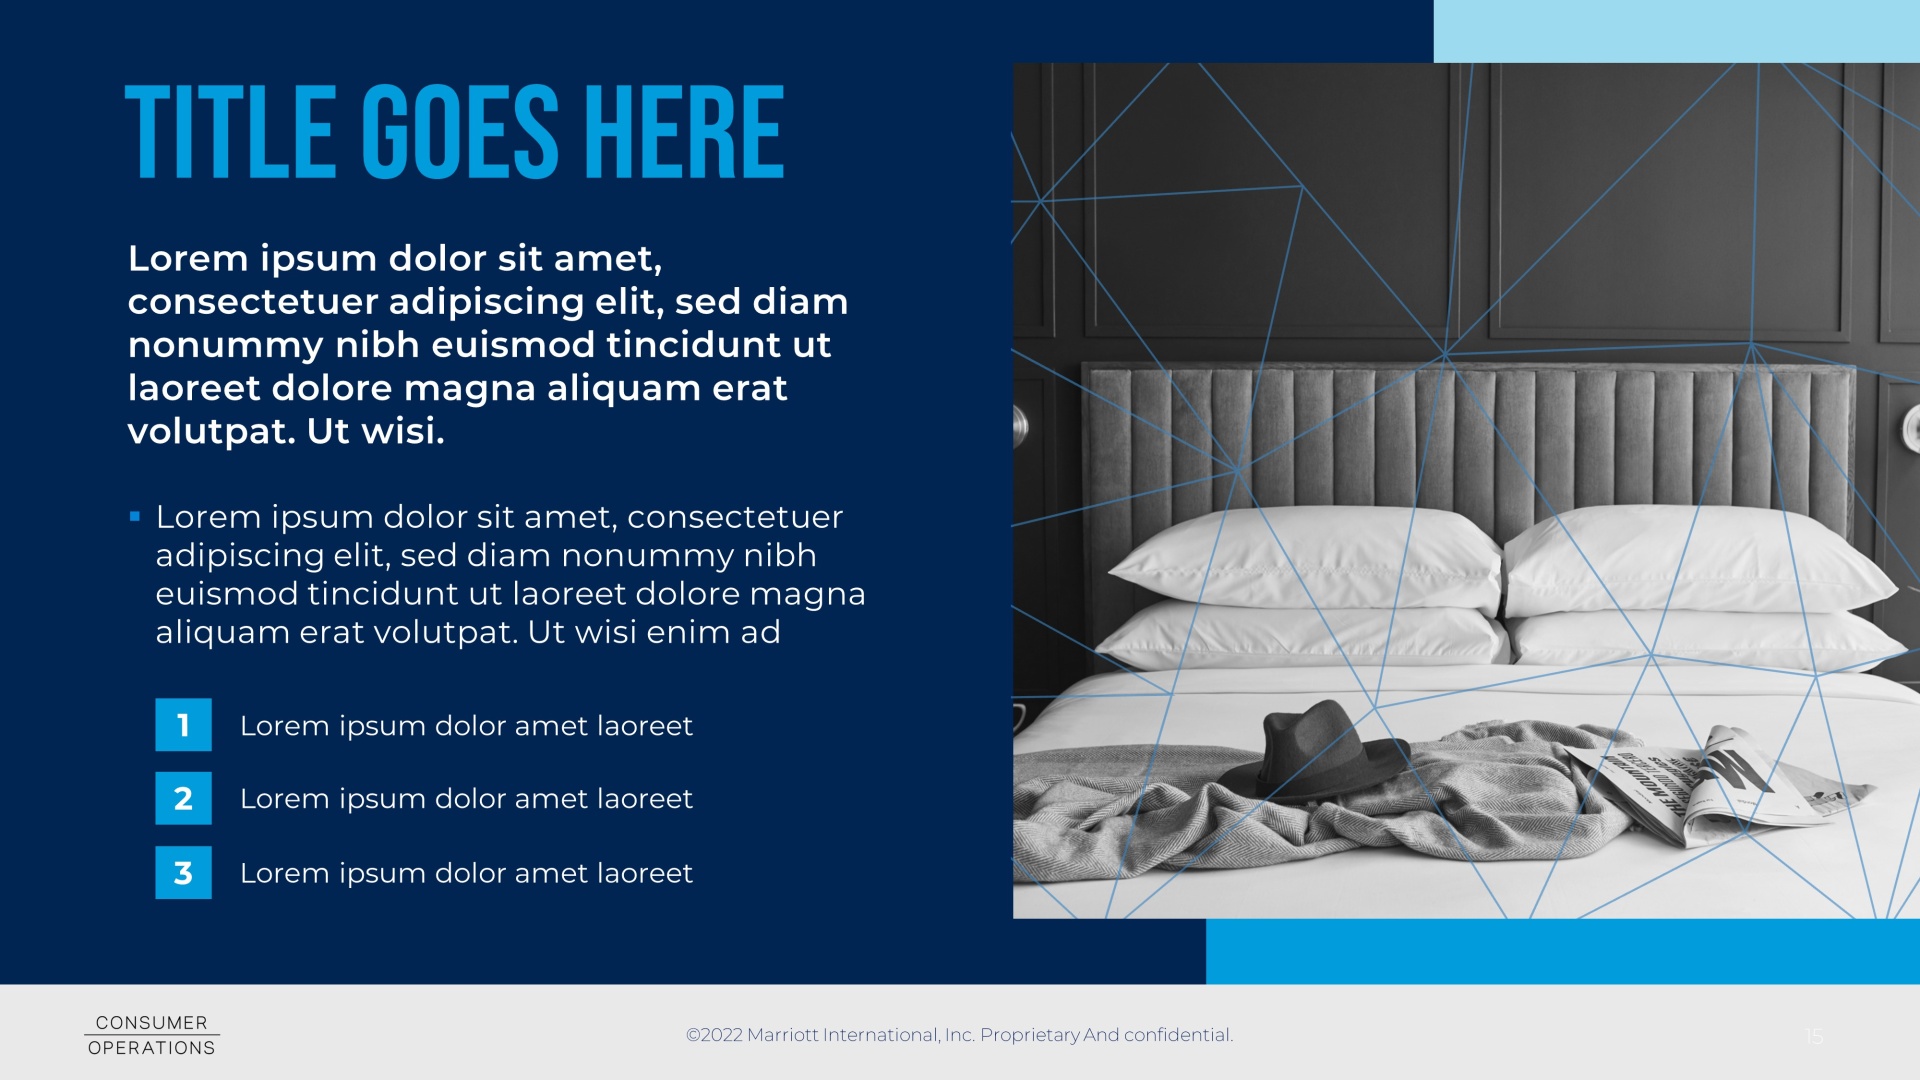 TITLE GOES HERE
Lorem ipsum dolor sit amet,
consectetuer adipiscing elit, sed diam
nonummy nibh euismod tincidunt ut
laoreet dolore magna aliquam erat
volutpat. Ut wisi.
Lorem ipsum dolor sit amet, consectetuer
adipiscing elit, sed diam nonummy nibh
euismod tincidunt ut laoreet dolore magna
aliquam erat volutpat. Ut wisi enim ad
1 Lorem ipsum dolor amet laoreet
2 Lorem ipsum dolor amet laoreet
3 Lorem ipsum dolor amet laoreet
THE MOUNTAIN
CONSUMER
OPERATIONS
©2022 Marriott International, Inc. Proprietary And confidential.
15